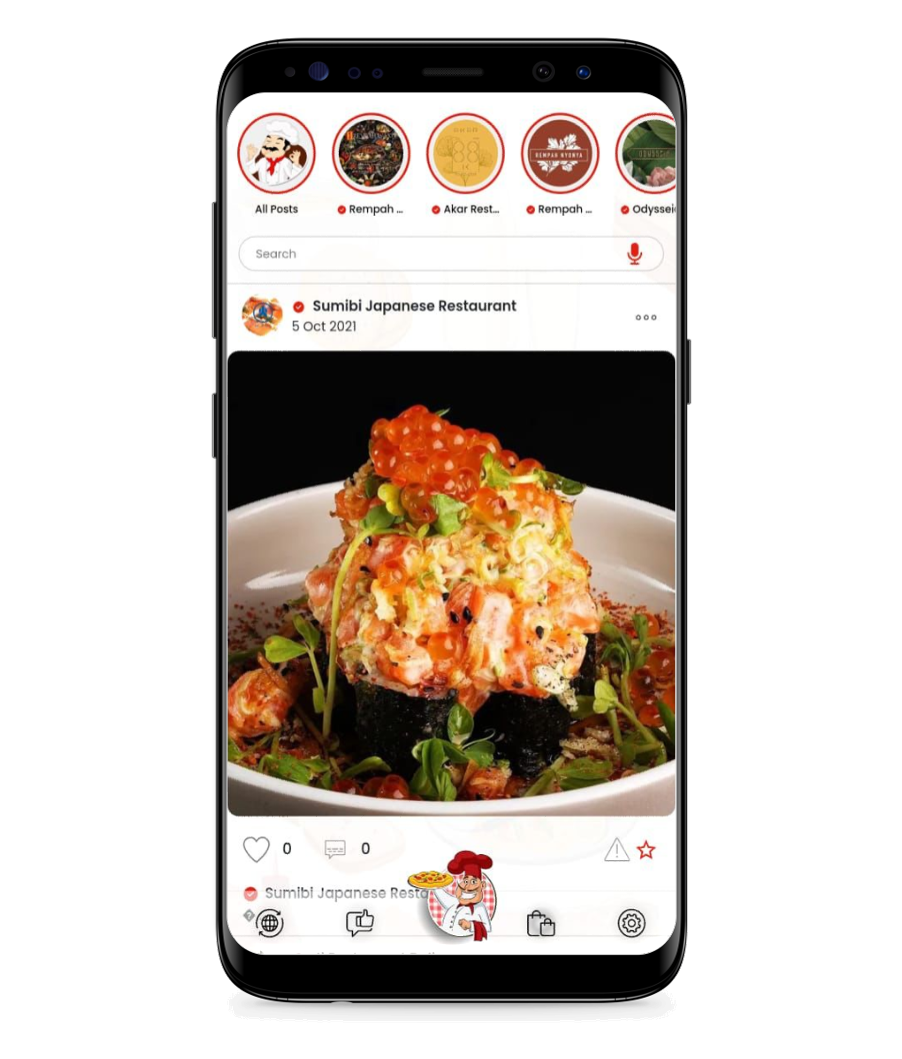 88
REMPAH NYONYA
All Posts
Rempah ...
Akar Rest...
Rempah ...
Odyssei
Search
Sumibi Japanese Restaurant
5 Oct 2021
0
0
Sumibi Japanese Resta